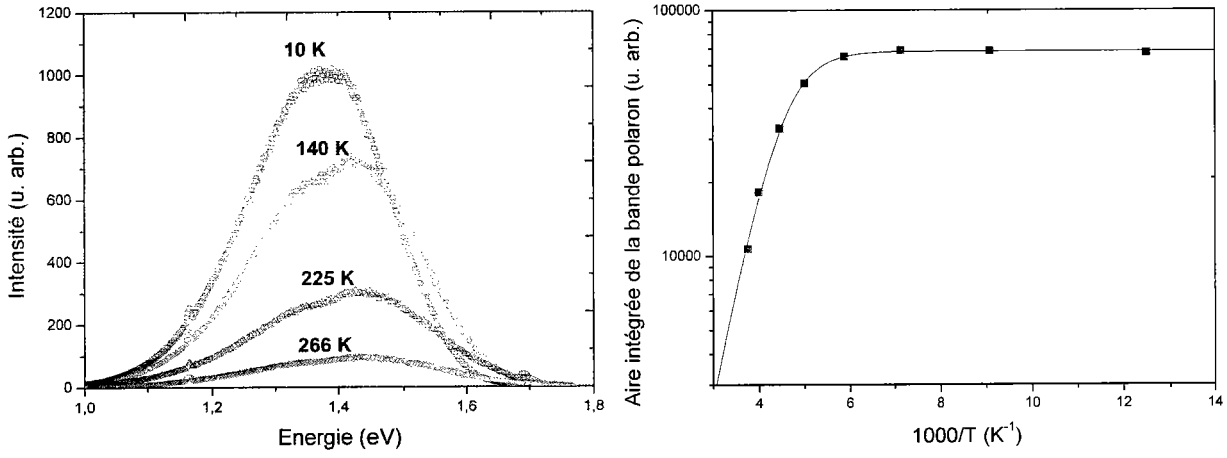 1200
1000
800
600
400
200
0
Intensité (u. arb.)
10 K
140 K
225 K
266 K
1,0
1,2
1,4
1,6
1,8
Energie (eV)
100000
10000
Aire intégrée de la bande polaron (u. arb.)
4
6
8
10
12
14
1000/T (K⁻¹)